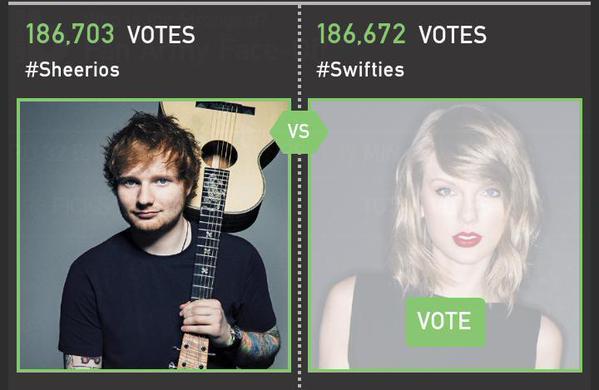 186,703 VOTES
#Sheerios
186,672 VOTES
#Swifties
VS
VOTE